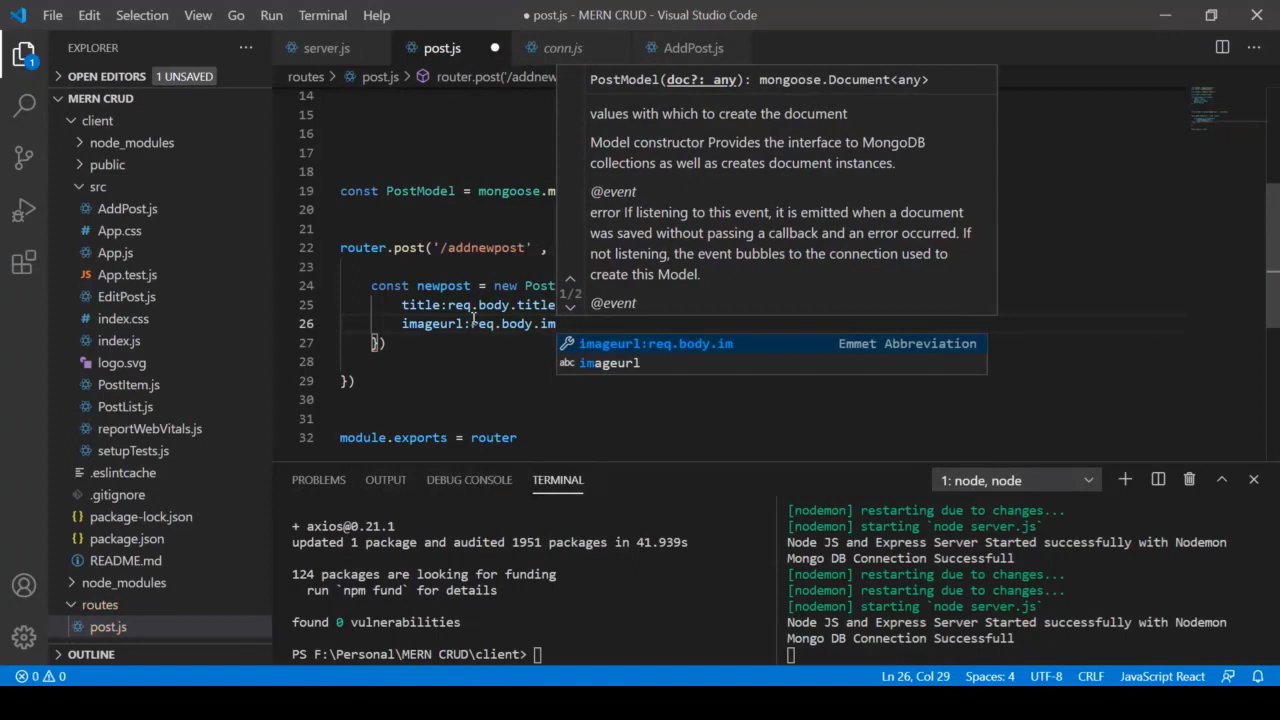 File Edit Selection View Go Run Terminal Help
● post.js - MERN CRUD - Visual Studio Code
EXPLORER
server.js
post.js
conn.js
AddPost.js
OPEN EDITORS 1 UNSAVED
routes > post.js > router.post('/addnew
MERN CRUD
client
node_modules
public
src
AddPost.js
App.css
App.js
App.test.js
EditPost.js
index.css
index.js
logo.svg
PostItem.js
PostList.js
reportWebVitals.js
setupTests.js
.eslintcache
.gitignore
package-lock.json
package.json
README.md
node_modules
routes
post.js
OUTLINE
14
15
16
17
18
19 const PostModel = mongoose.m
20
21
22 router.post('/addnewpost' ,
23
24 const newpost = new Post
25 title:req.body.title
26 imageurl:req.body.im
27 })
28
29 })
30
31
32 module.exports = router
PostModel(doc?: any): mongoose.Document<any>
values with which to create the document
Model constructor Provides the interface to MongoDB
collections as well as creates document instances.
@event
error If listening to this event, it is emitted when a document
was saved without passing a callback and an error occurred. If
not listening, the event bubbles to the connection used to
create this Model.
1/2
@event
imageurl:req.body.im Emmet Abbreviation
abc imageurl
PROBLEMS OUTPUT DEBUG CONSOLE TERMINAL
1: node, node
+ axios@0.21.1
updated 1 package and audited 1951 packages in 41.939s
124 packages are looking for funding
run `npm fund` for details
found 0 vulnerabilities
PS F:\Personal\MERN CRUD\client>
[nodemon] restarting due to changes...
[nodemon] starting `node server.js`
Node JS and Express Server Started successfully with Nodemon
Mongo DB Connection Successfull
[nodemon] restarting due to changes...
[nodemon] restarting due to changes...
[nodemon] starting `node server.js`
Node JS and Express Server Started successfully with Nodemon
Mongo DB Connection Successfull
0 0
Ln 26, Col 29 Spaces: 4 UTF-8 CRLF JavaScript React